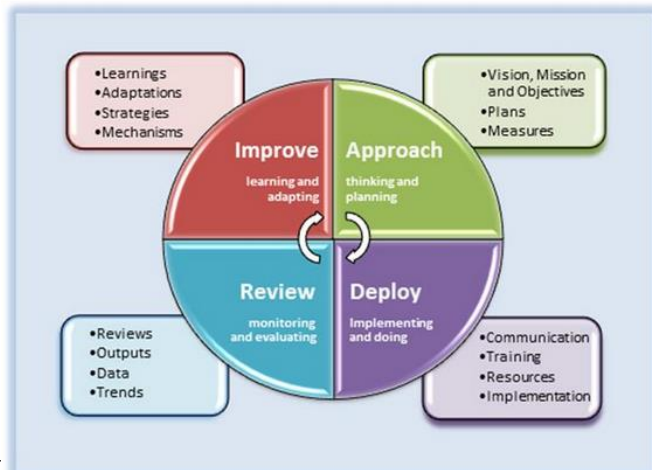 •Learnings
•Adaptations
•Strategies
•Mechanisms
•Vision, Mission
and Objectives
•Plans
•Measures
Improve
learning and
adapting
Approach
thinking and
planning
Review
monitoring
and evaluating
Deploy
Implementing
and doing
•Reviews
•Outputs
•Data
•Trends
•Communication
•Training
•Resources
•Implementation